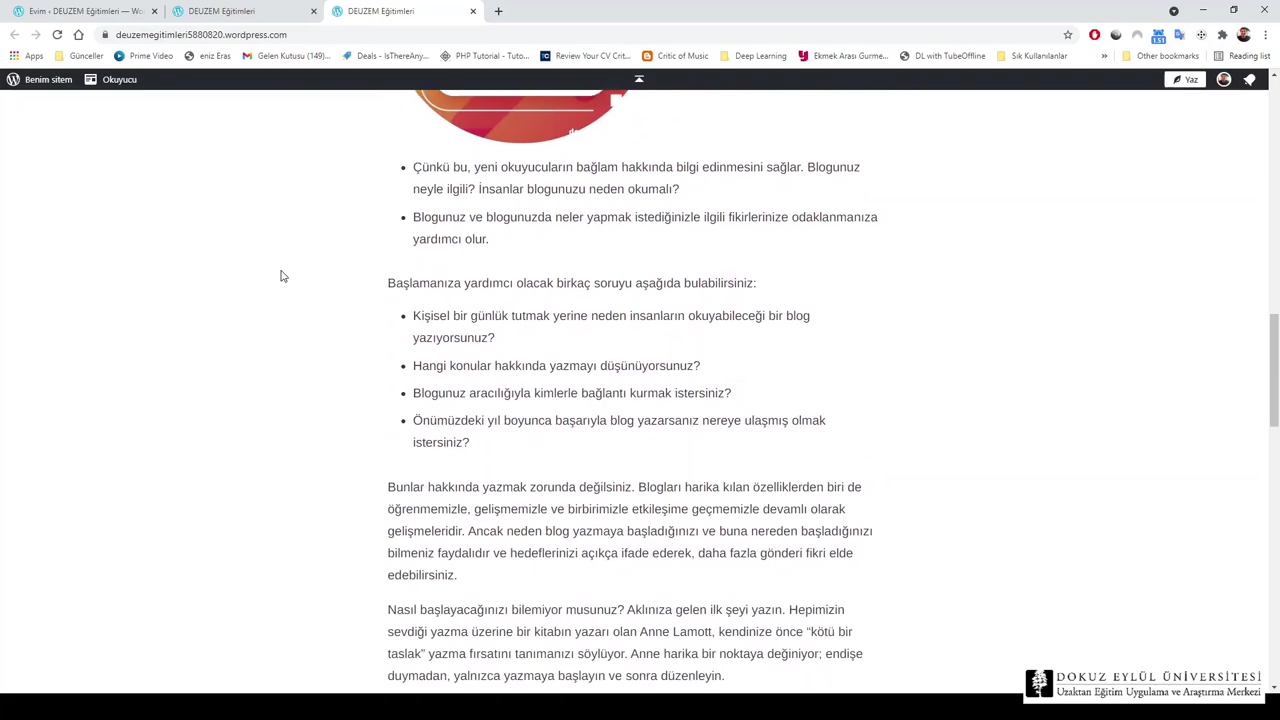 Evim ‹ DEUZEM Eğitimleri — Wo
DEUZEM Eğitimleri
DEUZEM Eğitimleri
deuzemegitimleri5880820.wordpress.com
Apps
Günceller
Prime Video
eniz Eras
Gelen Kutusu (149)...
Deals - IsThereAny...
PHP Tutorial - Tuto...
Review Your CV Crit...
Critic of Music
Deep Learning
Ekmek Arası Gurme...
DL with TubeOffline
Sık Kullanılanlar
Other bookmarks
Reading list
Benim sitem
Okuyucu
Yaz
Çünkü bu, yeni okuyucuların bağlam hakkında bilgi edinmesini sağlar. Blogunuz
neyle ilgili? İnsanlar blogunuzu neden okumalı?
Blogunuz ve blogunuzda neler yapmak istediğinizle ilgili fikirlerinize odaklanmanıza
yardımcı olur.
Başlamanıza yardımcı olacak birkaç soruyu aşağıda bulabilirsiniz:
Kişisel bir günlük tutmak yerine neden insanların okuyabileceği bir blog
yazıyorsunuz?
Hangi konular hakkında yazmayı düşünüyorsunuz?
Blogunuz aracılığıyla kimlerle bağlantı kurmak istersiniz?
Önümüzdeki yıl boyunca başarıyla blog yazarsanız nereye ulaşmış olmak
istersiniz?
Bunlar hakkında yazmak zorunda değilsiniz. Blogları harika kılan özelliklerden biri de
öğrenmemizle, gelişmemizle ve birbirimizle etkileşime geçmemizle devamlı olarak
gelişmeleridir. Ancak neden blog yazmaya başladığınızı ve buna nereden başladığınızı
bilmeniz faydalıdır ve hedeflerinizi açıkça ifade ederek, daha fazla gönderi fikri elde
edebilirsiniz.
Nasıl başlayacağınızı bilemiyor musunuz? Aklınıza gelen ilk şeyi yazın. Hepimizin
sevdiği yazma üzerine bir kitabın yazarı olan Anne Lamott, kendinize önce “kötü bir
taslak” yazma fırsatını tanımanızı söylüyor. Anne harika bir noktaya değiniyor; endişe
duymadan, yalnızca yazmaya başlayın ve sonra düzenleyin.
DOKUZ EYLÜL ÜNİVERSİTESİ
Uzaktan Eğitim Uygulama ve Araştırma Merkezi